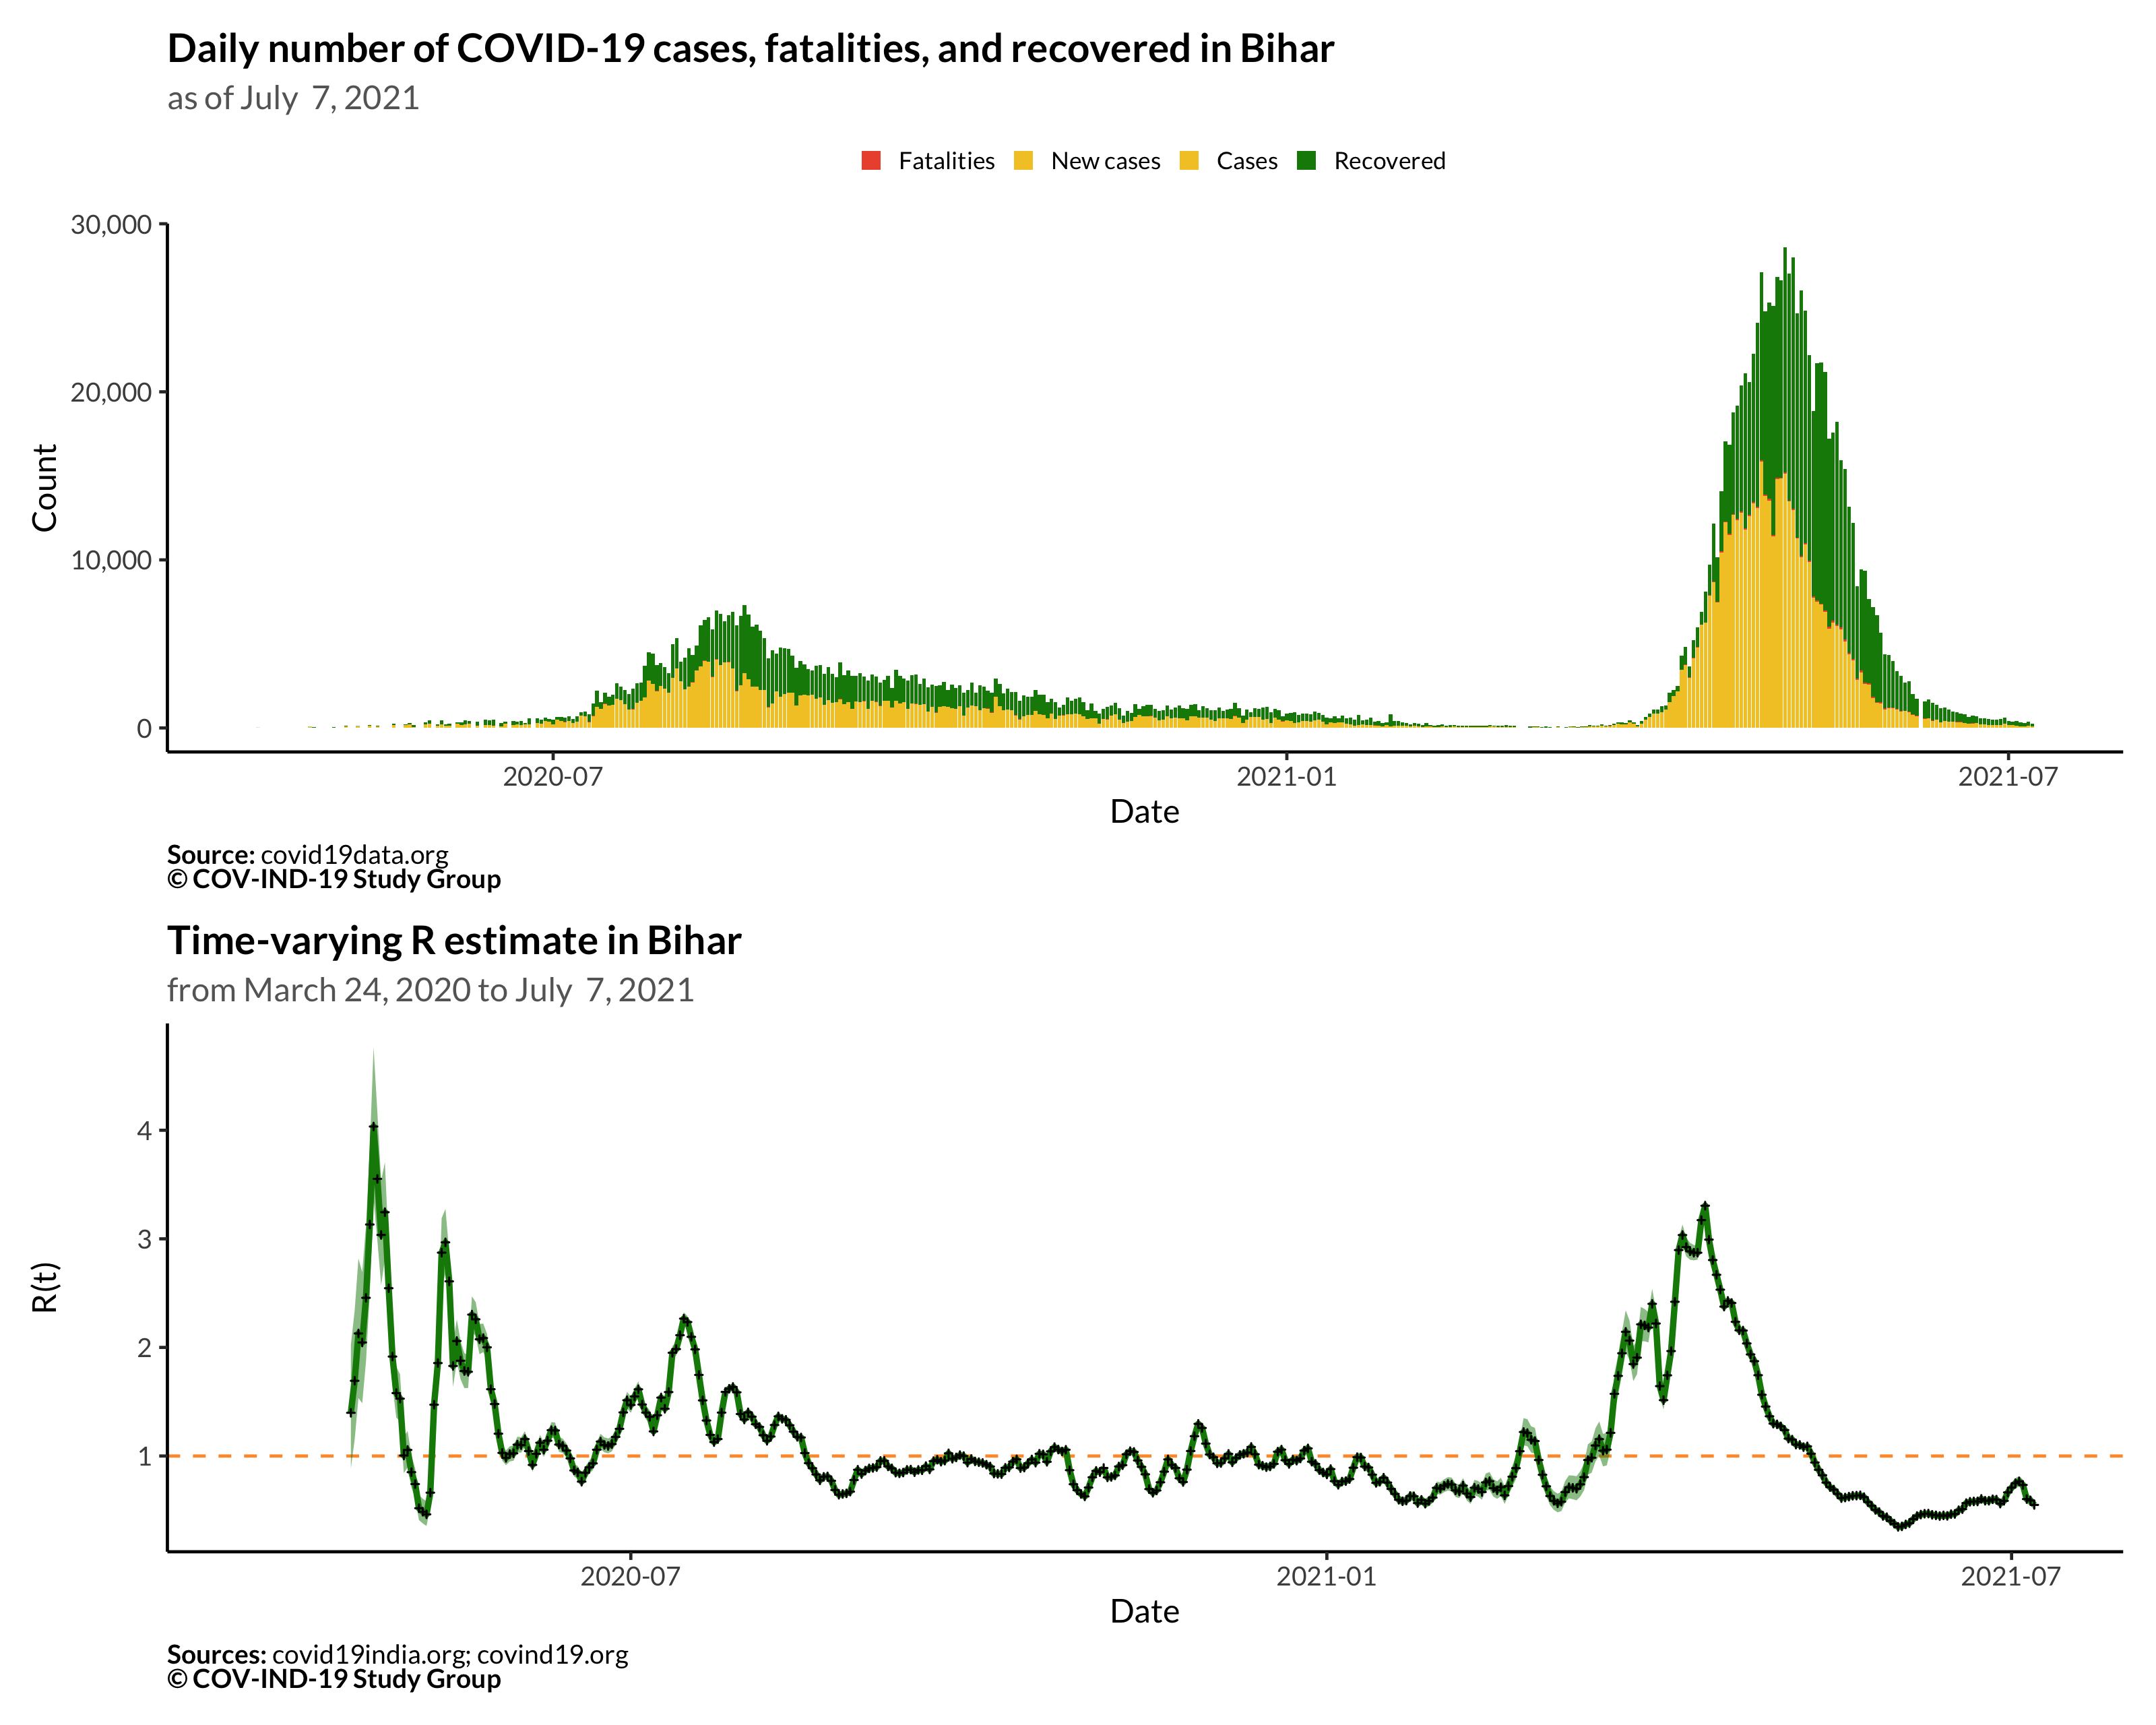 Daily number of COVID-19 cases, fatalities, and recovered in Bihar
as of July  7, 2021
Fatalities New cases Cases Recovered
30,000
20,000
10,000
0
Count
2020-07 2021-01 2021-07
Date
Source: covid19data.org
© COV-IND-19 Study Group
Time-varying R estimate in Bihar
from March 24, 2020 to July  7, 2021
4
3
2
1
R(t)
2020-07 2021-01 2021-07
Date
Sources: covid19india.org; covind19.org
© COV-IND-19 Study Group